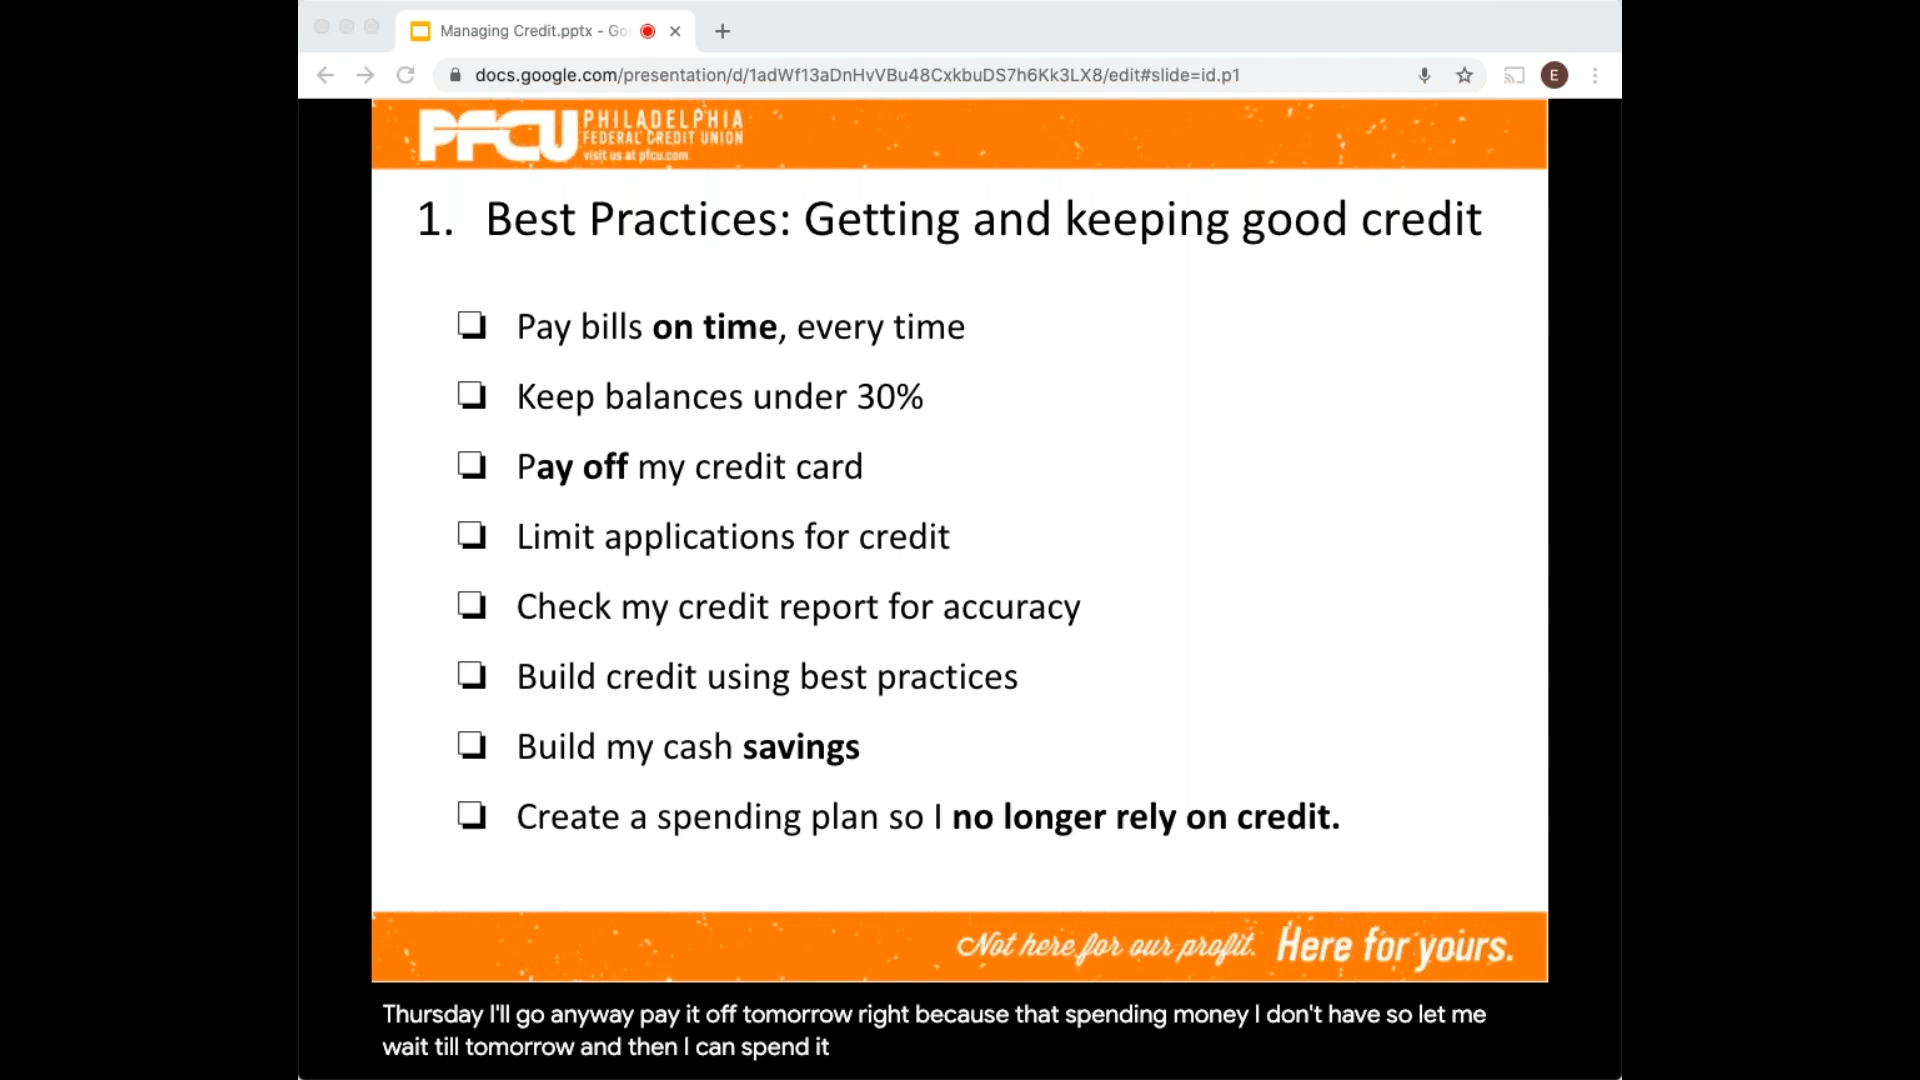 Managing Credit.pptx - Go
docs.google.com/presentation/d/1adWf13aDnHvVBu48CxkbuDS7h6Kk3LX8/edit#slide=id.p1
E
PFCU PHILADELPHIA
FEDERAL CREDIT UNION
visit us at pfcu.com
1. Best Practices: Getting and keeping good credit
❏ Pay bills on time, every time
❏ Keep balances under 30%
❏ Pay off my credit card
❏ Limit applications for credit
❏ Check my credit report for accuracy
❏ Build credit using best practices
❏ Build my cash savings
❏ Create a spending plan so I no longer rely on credit.
Not here for our profit. Here for yours.
Thursday I'll go anyway pay it off tomorrow right because that spending money I don't have so let me
wait till tomorrow and then I can spend it